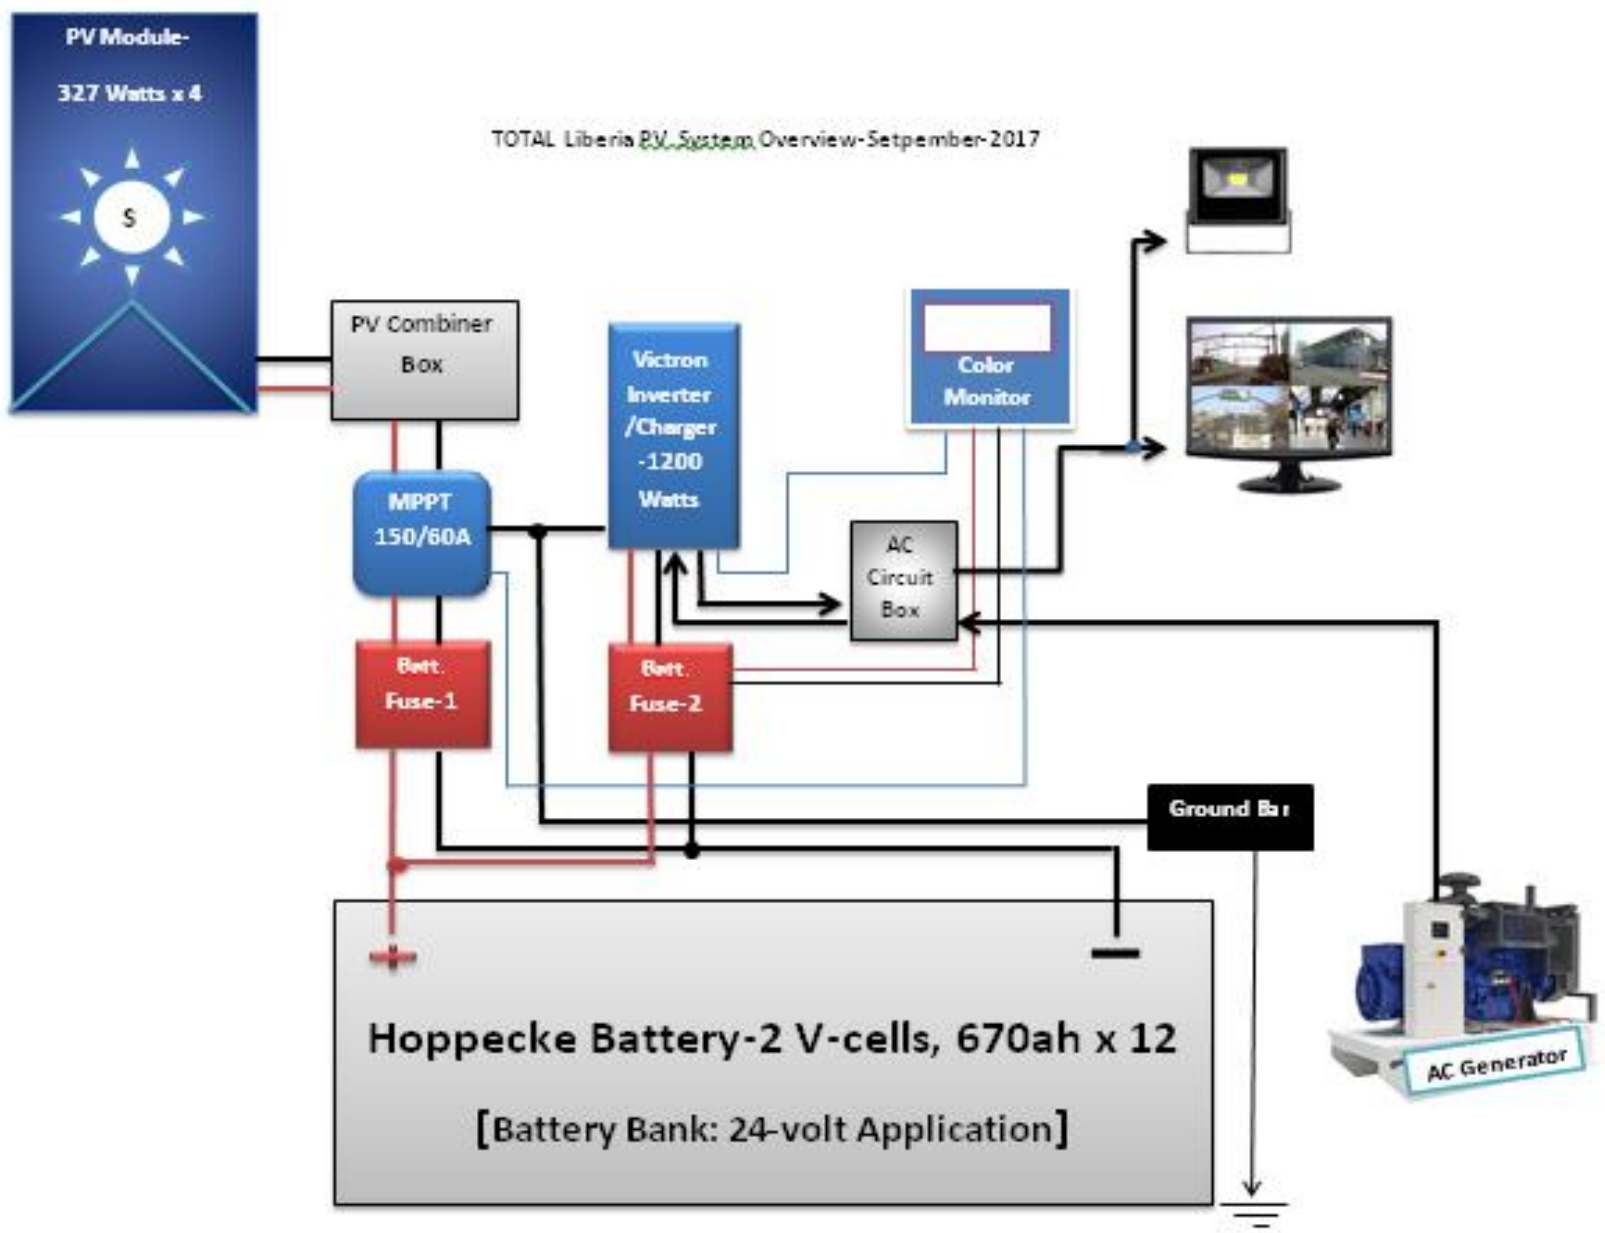 PV Module-
327 Watts x 4
S
TOTAL Liberia PV System Overview-Setpember-2017
PV Combiner
Box
Victron
Inverter
/Charger
-1200
Watts
Color
Monitor
MPPT
150/60A
AC
Circuit
Box
Batt.
Fuse-1
Batt.
Fuse-2
Ground Bar
+
—
Hoppecke Battery-2 V-cells, 670ah x 12
[Battery Bank: 24-volt Application]
AC Generator